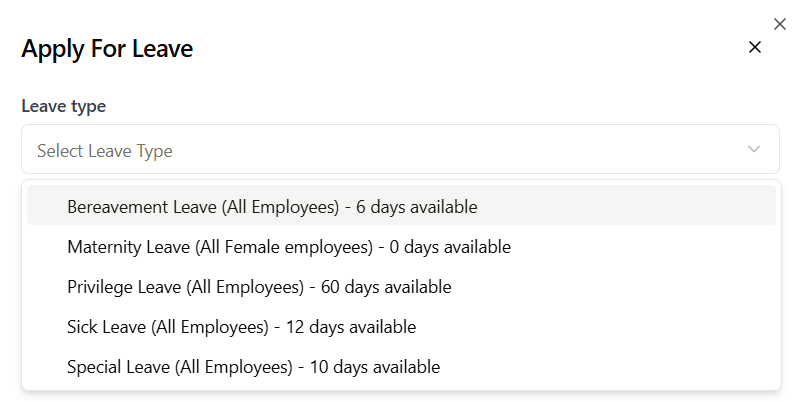 Apply For Leave
Leave type
Select Leave Type
Bereavement Leave (All Employees) - 6 days available
Maternity Leave (All Female employees) - 0 days available
Privilege Leave (All Employees) - 60 days available
Sick Leave (All Employees) - 12 days available
Special Leave (All Employees) - 10 days available